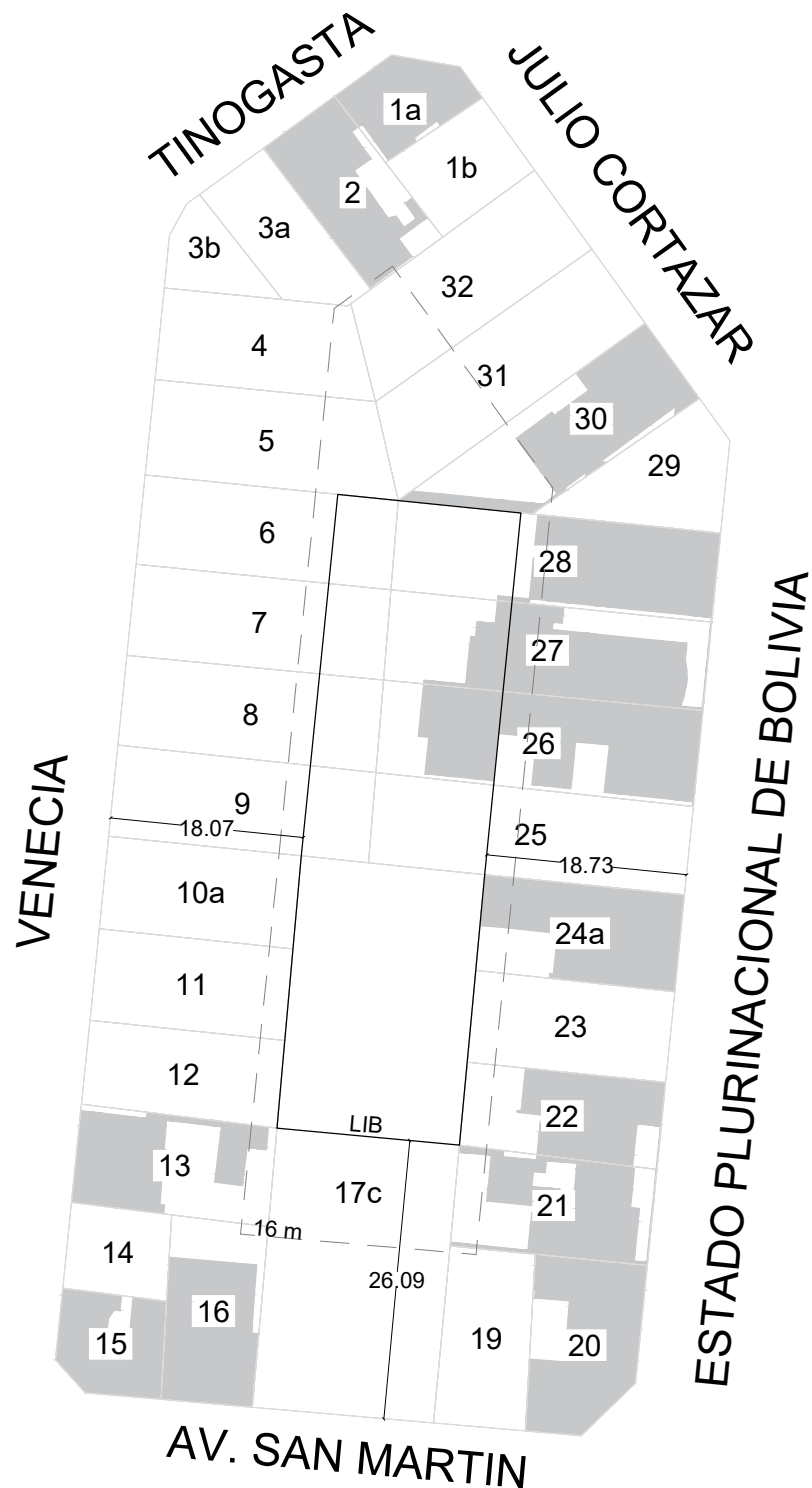 TINOGASTA
JULIO CORTAZAR
1a
1b
2
3a
3b
32
4
31
30
5
29
6
28
7
27
8
26
9
25
18.07
18.73
VENECIA
10a
24a
ESTADO PLURINACIONAL DE BOLIVIA
11
23
12
22
LIB
13
17c
21
16 m
14
26.09
16
15
19
20
AV. SAN MARTIN